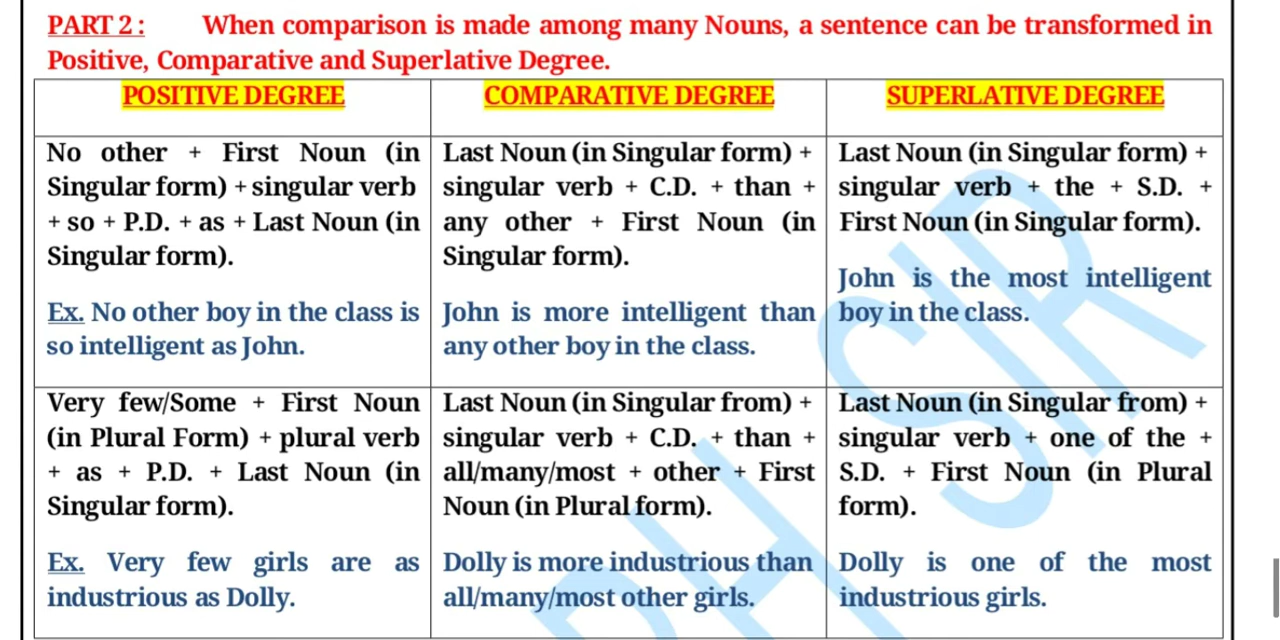 PART 2 : When comparison is made among many Nouns, a sentence can be transformed in
Positive, Comparative and Superlative Degree.
POSITIVE DEGREE
No other + First Noun (in
Singular form) + singular verb
+ so + P.D. + as + Last Noun (in
Singular form).
Ex. No other boy in the class is
so intelligent as John.
COMPARATIVE DEGREE
Last Noun (in Singular form) +
singular verb + C.D. + than +
any other + First Noun (in
Singular form).
John is more intelligent than
any other boy in the class.
SUPERLATIVE DEGREE
Last Noun (in Singular form) +
singular verb + the + S.D. +
First Noun (in Singular form).
John is the most intelligent
boy in the class.
Very few/Some + First Noun
(in Plural Form) + plural verb
+ as + P.D. + Last Noun (in
Singular form).
Ex. Very few girls are as
industrious as Dolly.
Last Noun (in Singular from) +
singular verb + C.D. + than +
all/many/most + other + First
Noun (in Plural form).
Dolly is more industrious than
all/many/most other girls.
Last Noun (in Singular from) +
singular verb + one of the +
S.D. + First Noun (in Plural
form).
Dolly is one of the most
industrious girls.
SIR